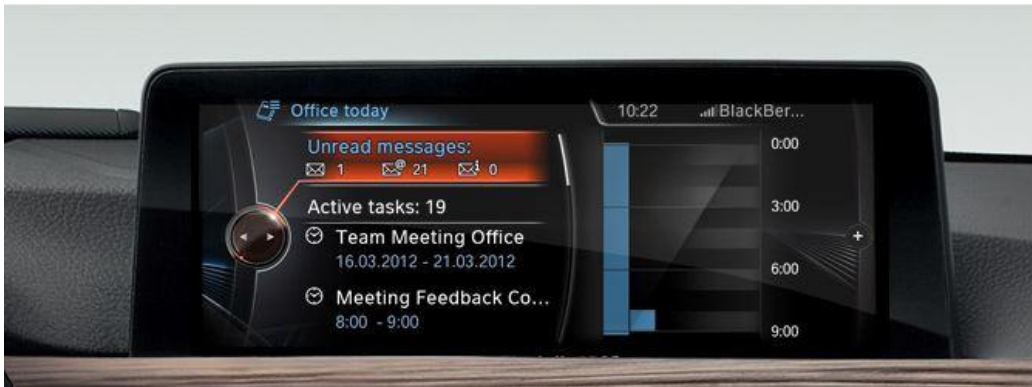 Office today
10:22 BlackBer...
Unread messages:
1 @ 21 i 0
Active tasks: 19
Team Meeting Office
16.03.2012 - 21.03.2012
Meeting Feedback Co...
8:00 - 9:00
0:00
3:00
6:00
9:00
+